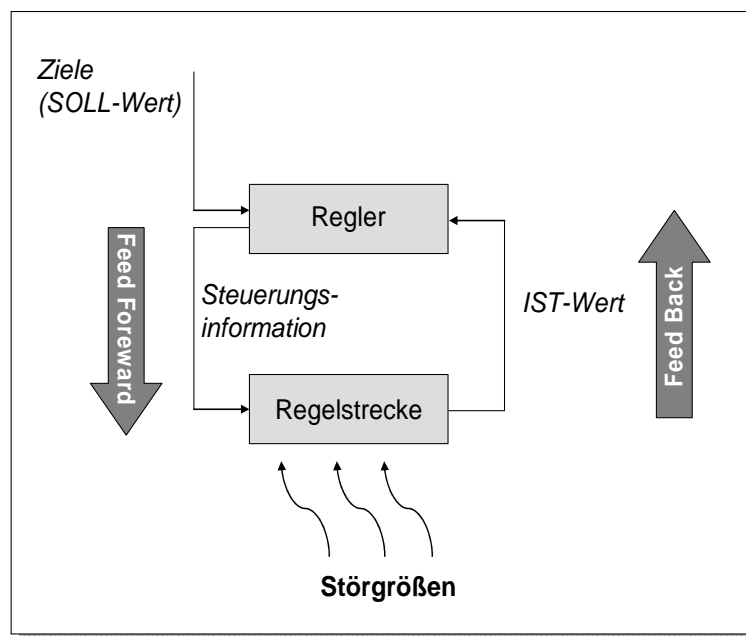 Ziele
(SOLL-Wert)
Regler
Feed Foreward
Steuerungs-
information
IST-Wert
Feed Back
Regelstrecke
Störgrößen